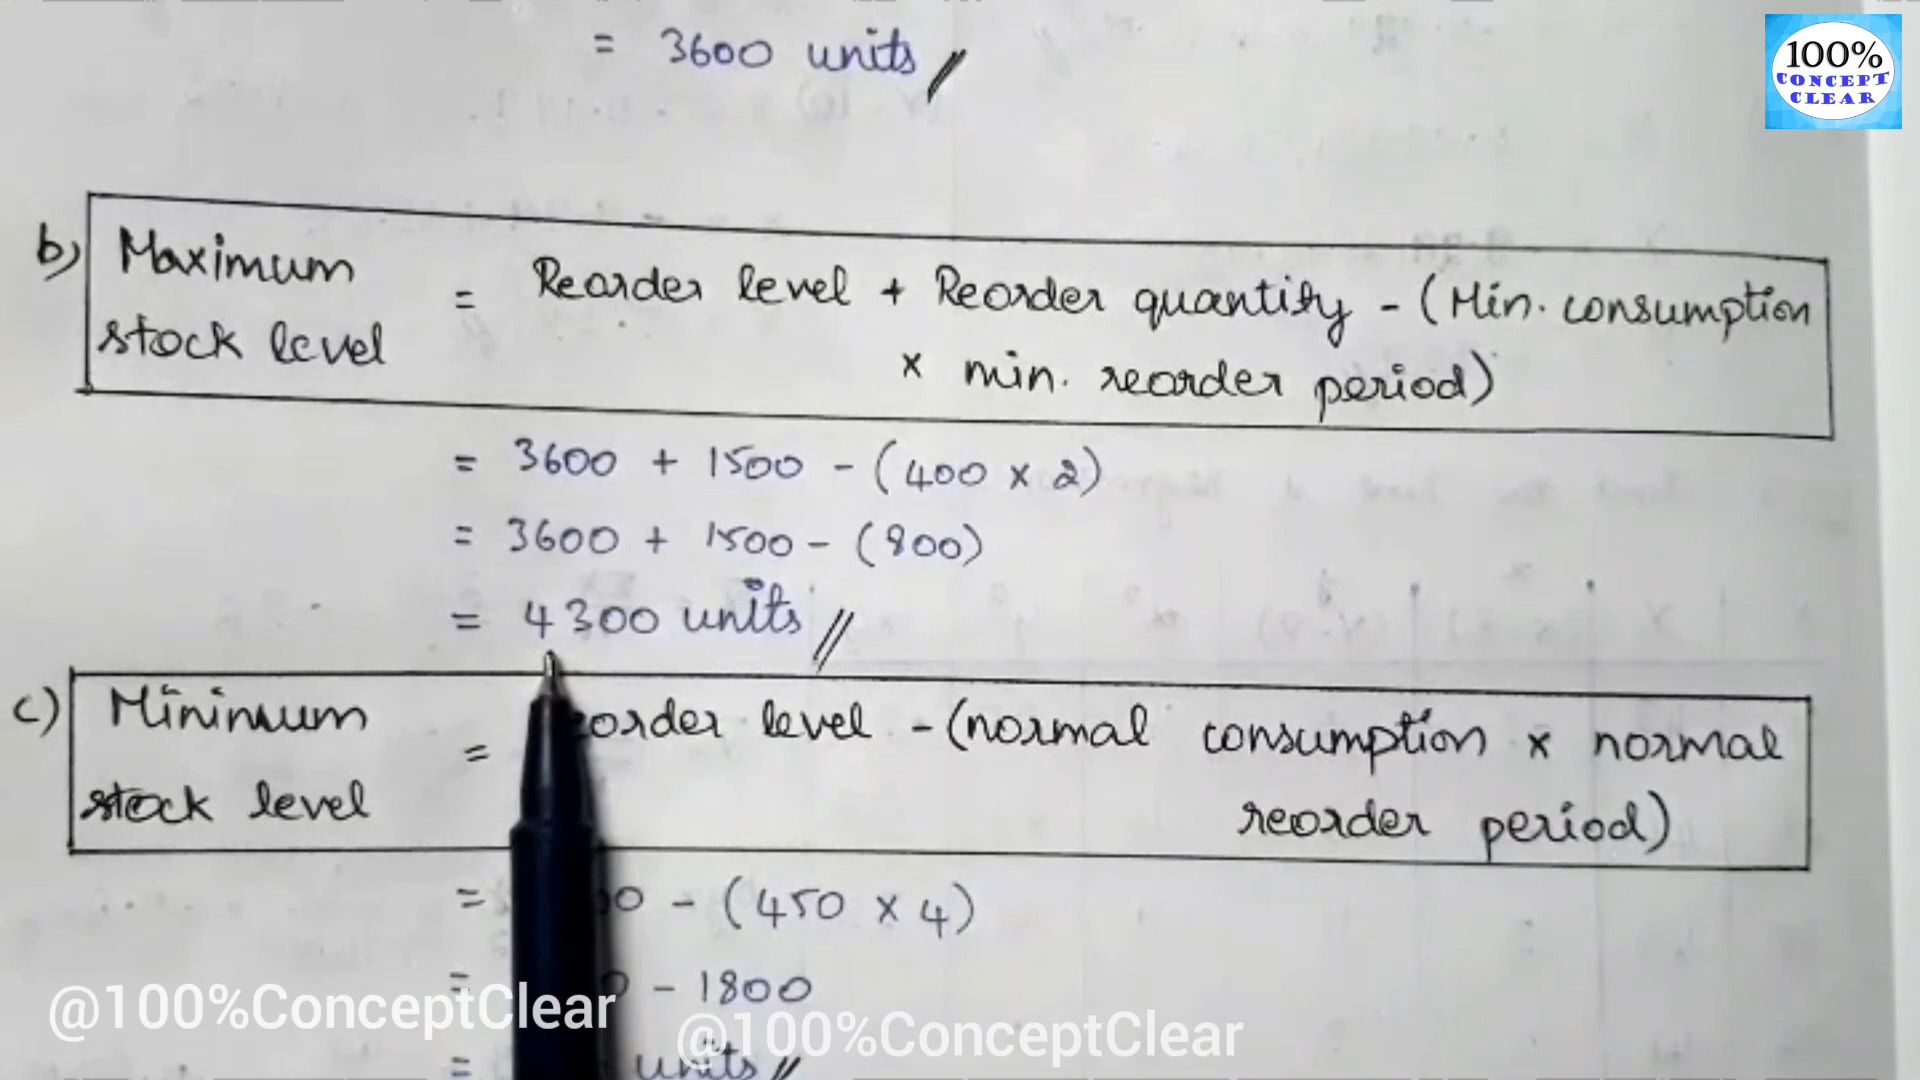 = 3600 units
100%
CONCEPT
CLEAR
b) Maximum stock level = Reorder level + Reorder quantity - (Min. consumption
x min. reorder period)
= 3600 + 1500 - (400 x 2)
= 3600 + 1500 - (800)
= 4300 units
c) Minimum stock level = order level - (normal consumption x normal
reorder period)
= 00 - (450 x 4)
= 0 - 1800
= units
@100%ConceptClear
@100%ConceptClear